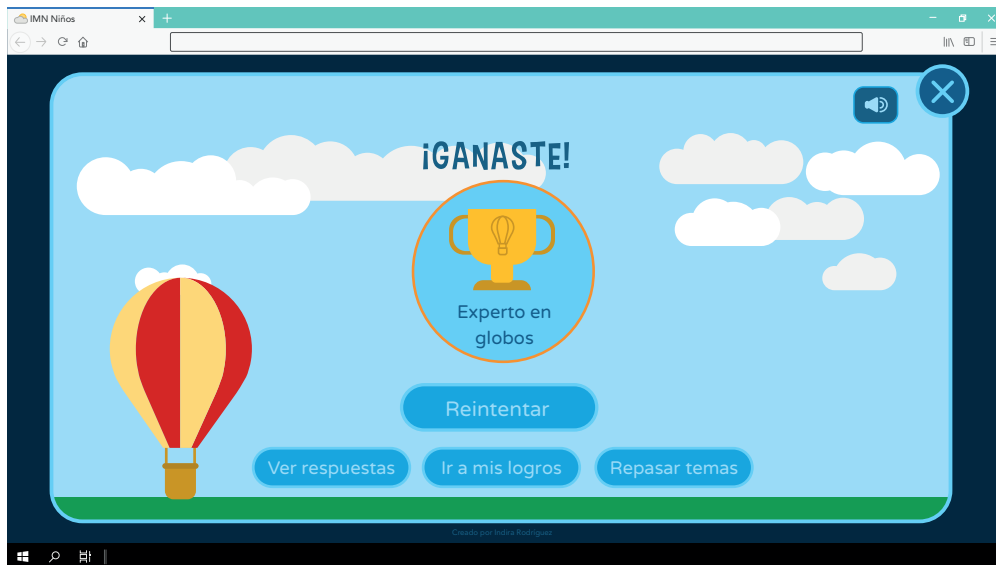 IMN Niños
¡GANASTE!
Experto en
globos
Reintentar
Ver respuestas
Ir a mis logros
Repasar temas
Creado por Indira Rodríguez